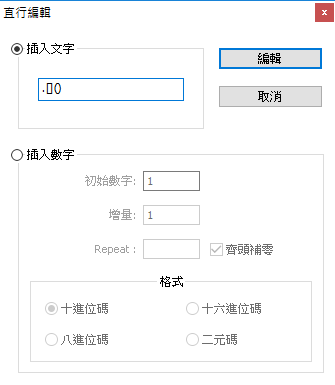 直行編輯
插入文字
編輯
取消
插入數字
初始數字: 1
增量: 1
Repeat :
齊頭補零
格式
十進位碼
十六進位碼
八進位碼
二元碼